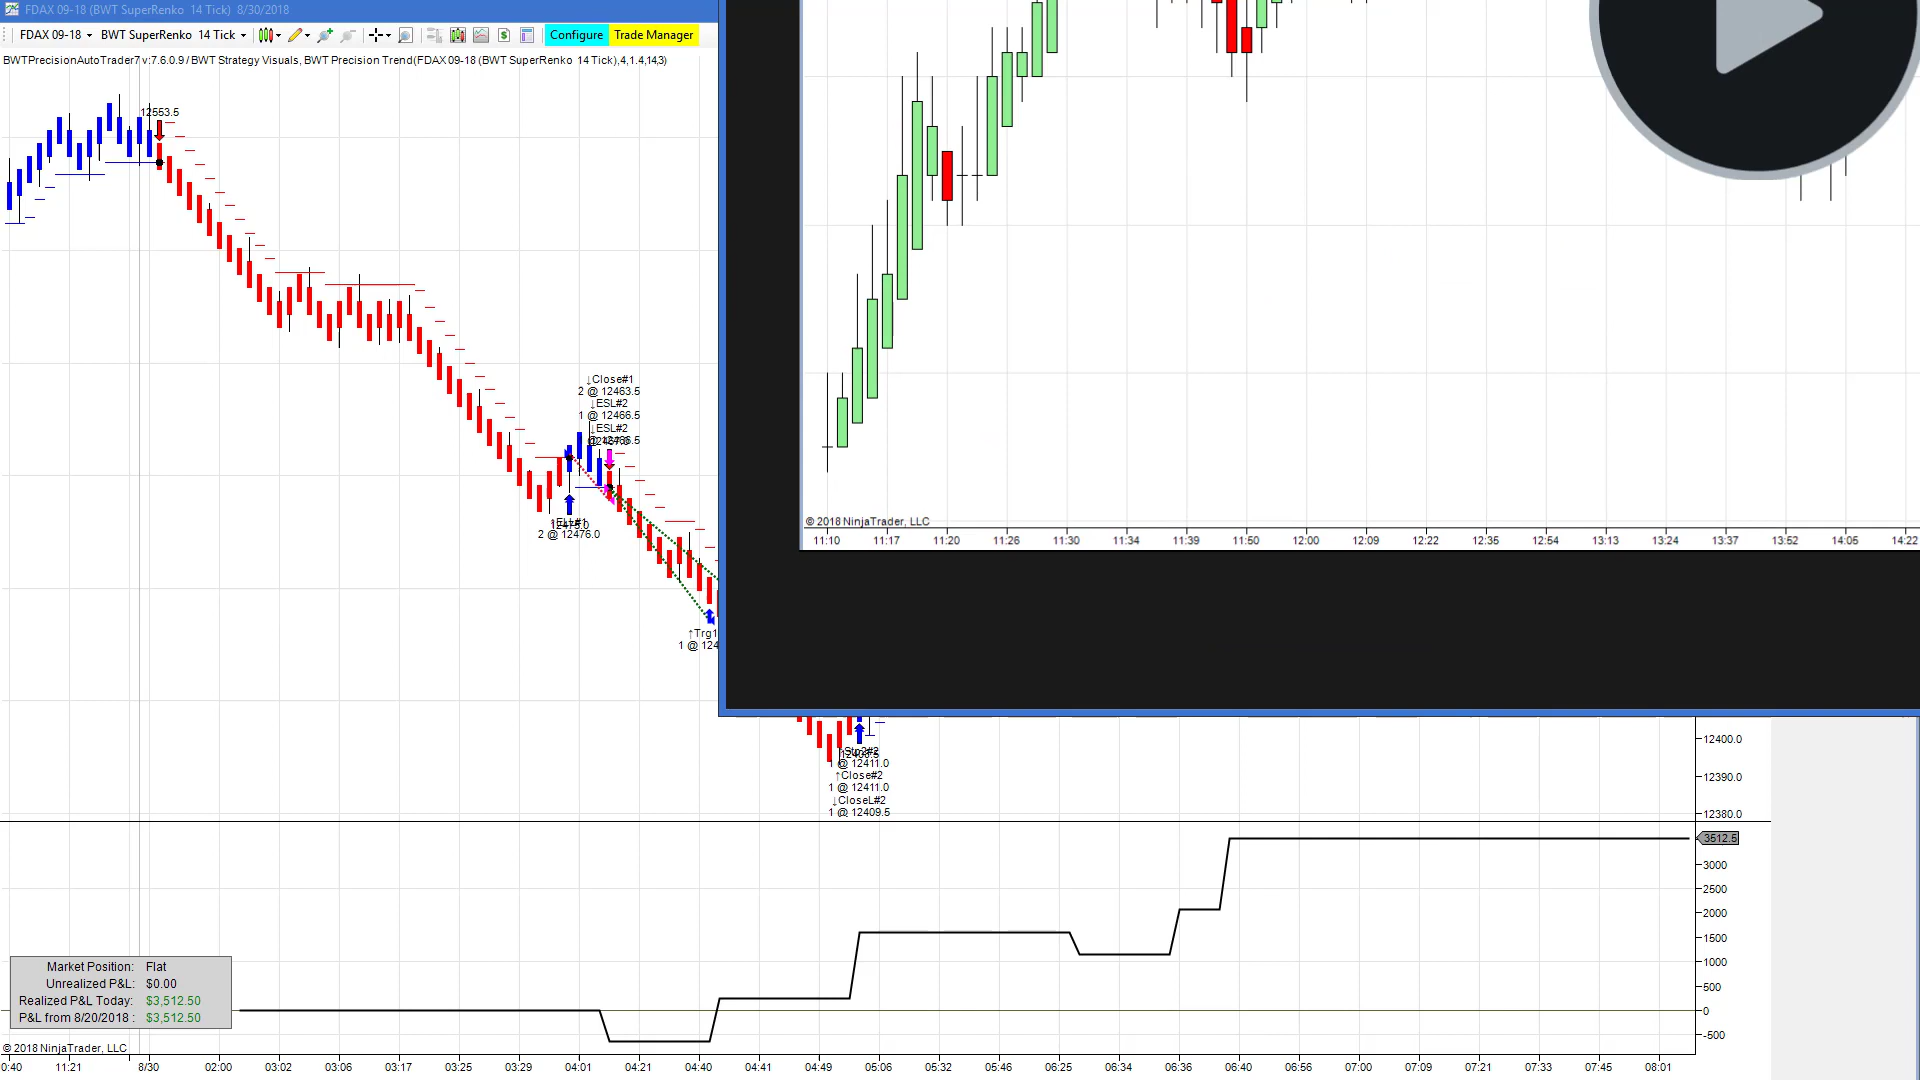 FDAX 09-18 (BWT SuperRenko 14 Tick) 8/30/2018
FDAX 09-18 BWT SuperRenko 14 Tick Configure Trade Manager
BWTPrecisionAutoTrader7 v:7.6.0.9 / BWT Strategy Visuals, BWT Precision Trend(FDAX 09-18 (BWT SuperRenko 14 Tick),4,1.4,14,3)
12553.5
↓Close#1
2 @ 12463.5
↓ESL#2
1 @ 12466.5
↓ESL#2
12475.0
2 @ 12476.0
↑Trg1
1 @ 124
@ 12411.0
↑Close#2
1 @ 12411.0
↓CloseL#2
1 @ 12409.5
© 2018 NinjaTrader, LLC
11:10 11:17 11:20 11:26 11:30 11:34 11:39 11:50 12:00 12:09 12:22 12:35 12:54 13:13 13:24 13:37 13:52 14:05 14:22
12400.0
12390.0
12380.0
3512.5
3000
2500
2000
1500
1000
500
0
-500
Market Position: Flat
Unrealized P&L: $0.00
Realized P&L Today: $3,512.50
P&L from 8/20/2018 : $3,512.50
© 2018 NinjaTrader, LLC
0:40 11:21 8/30 02:00 03:02 03:06 03:17 03:25 03:29 04:01 04:21 04:40 04:41 04:49 05:06 05:32 05:46 06:25 06:34 06:36 06:40 06:56 07:00 07:09 07:21 07:33 07:45 08:01